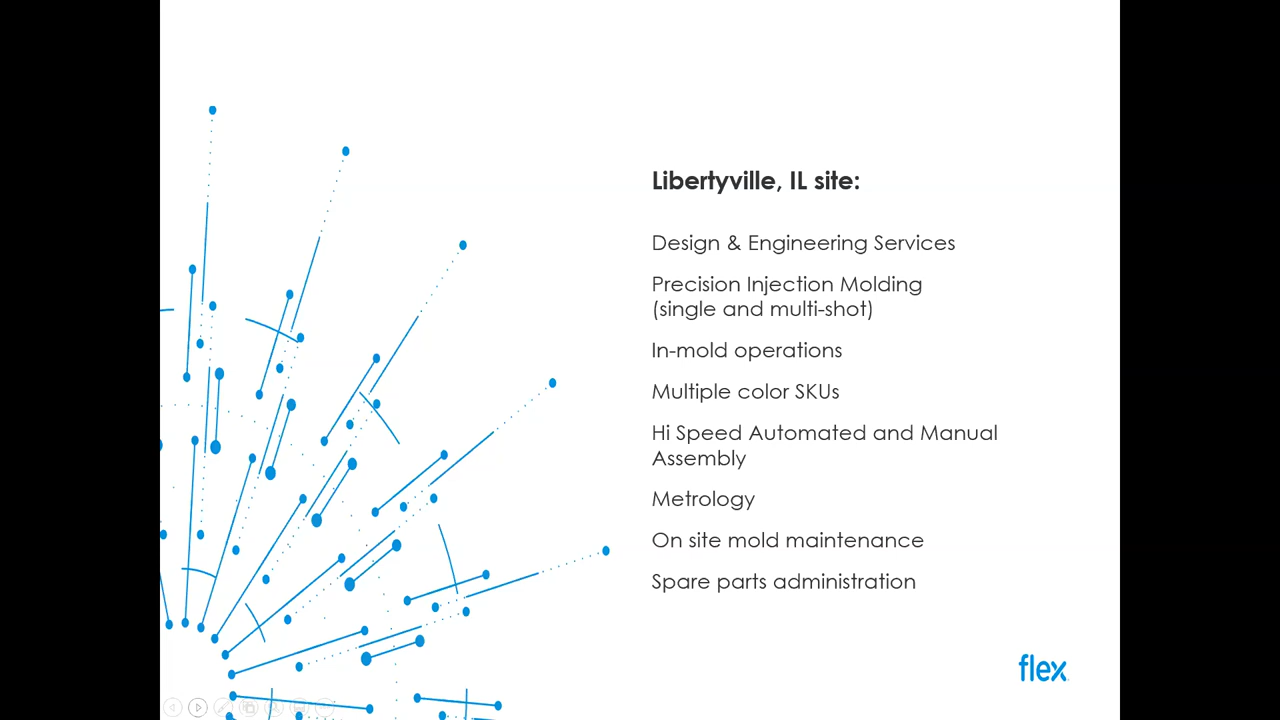 Libertyville, IL site:
Design & Engineering Services
Precision Injection Molding
(single and multi-shot)
In-mold operations
Multiple color SKUs
Hi Speed Automated and Manual
Assembly
Metrology
On site mold maintenance
Spare parts administration
flex